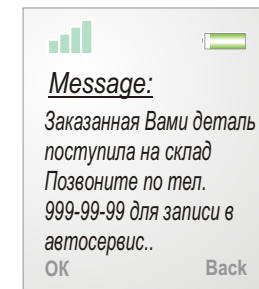 Message:
Заказанная Вами деталь
поступила на склад
Позвоните по тел.
999-99-99 для записи в
автосервис..
OK Back